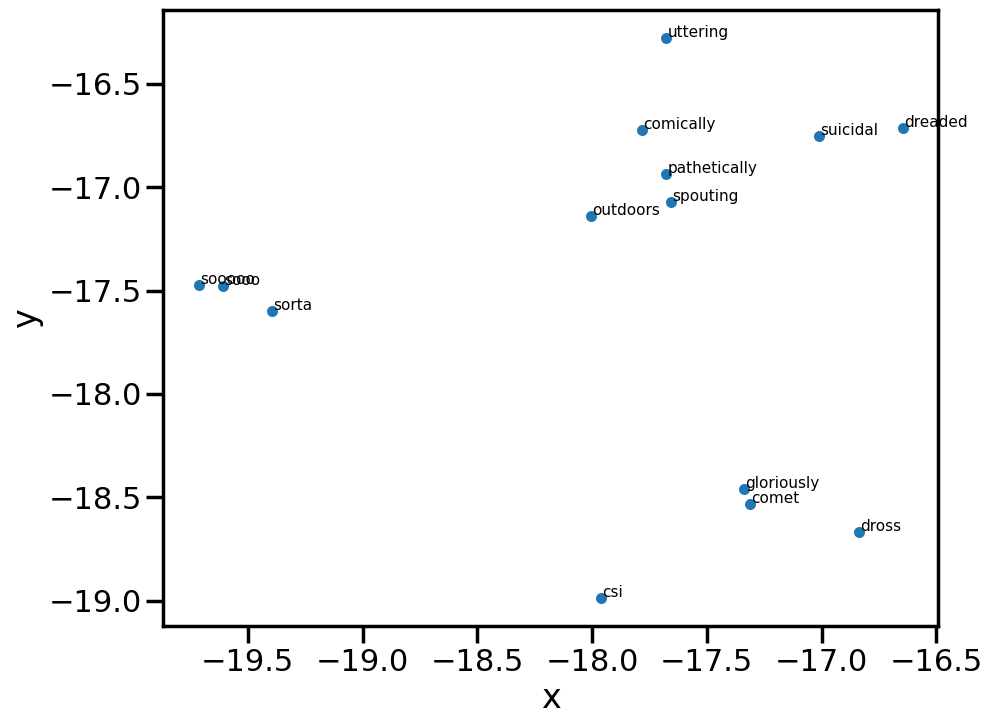 uttering
comically
suicidal
dreaded
pathetically
spouting
outdoors
sooooo
sooo
sorta
gloriously
comet
dross
csi
−16.5
−17.0
−17.5
−18.0
−18.5
−19.0
y
−19.5 −19.0 −18.5 −18.0 −17.5 −17.0 −16.5
x